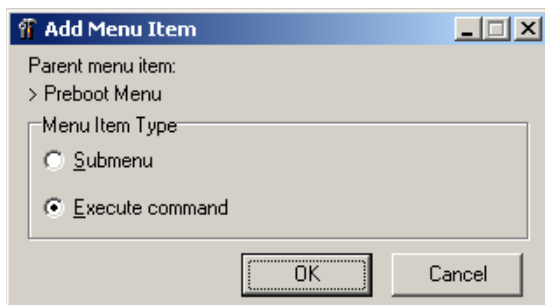 Add Menu Item
Parent menu item:
> Preboot Menu
Menu Item Type
Submenu
Execute command
OK Cancel